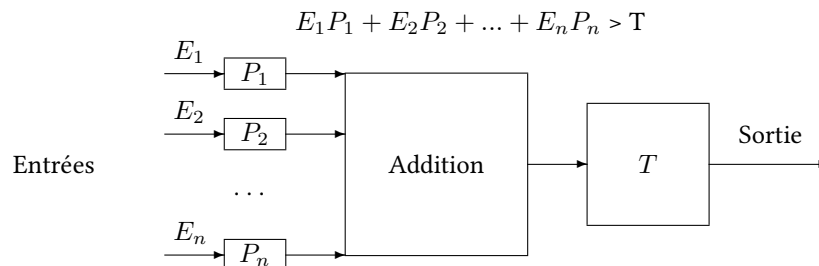 E₁P₁ + E₂P₂ + ... + EₙPₙ > T
E₁
P₁
E₂
P₂
Entrées
Addition
T
Sortie
. . .
Eₙ
Pₙ